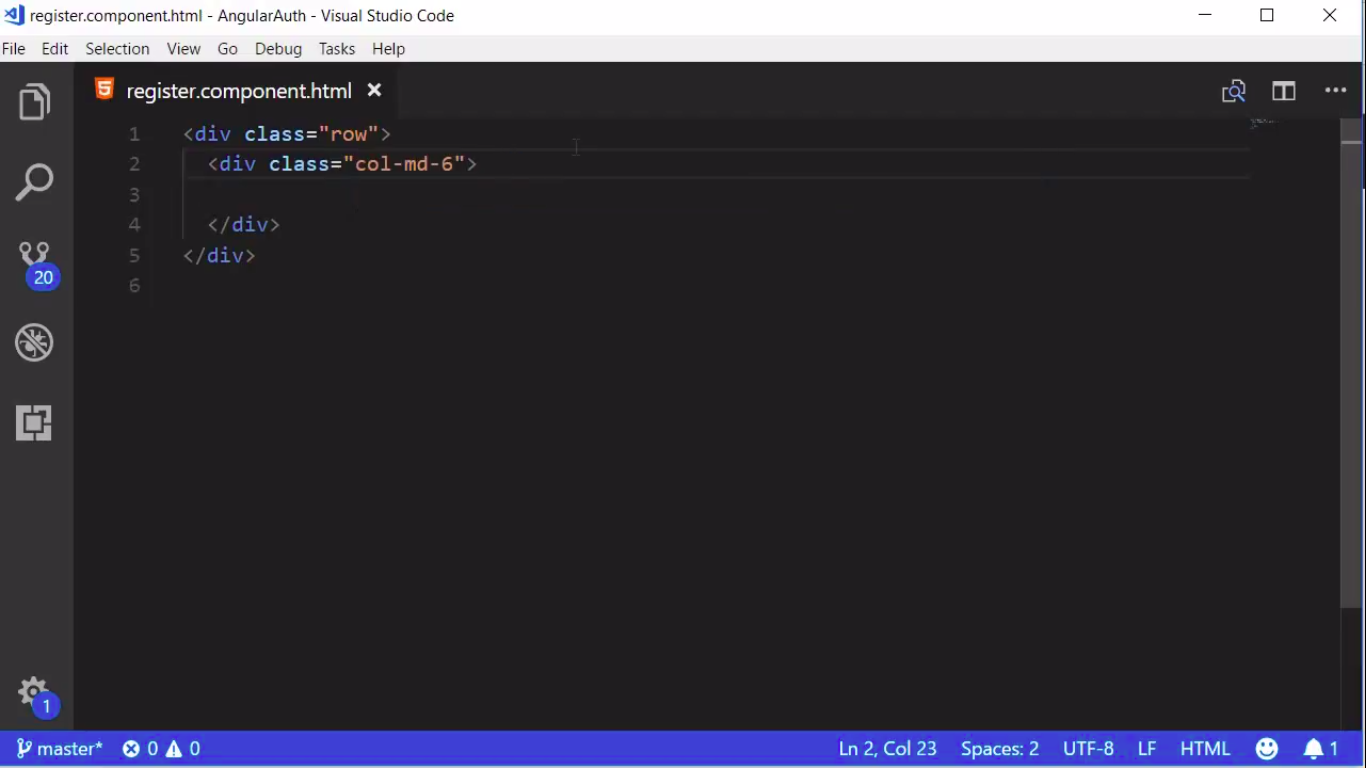 register.component.html - AngularAuth - Visual Studio Code
File Edit Selection View Go Debug Tasks Help
register.component.html
1 <div class="row">
2   <div class="col-md-6">
3
4   </div>
5 </div>
6
20
1
master* 0 0 Ln 2, Col 23 Spaces: 2 UTF-8 LF HTML 1